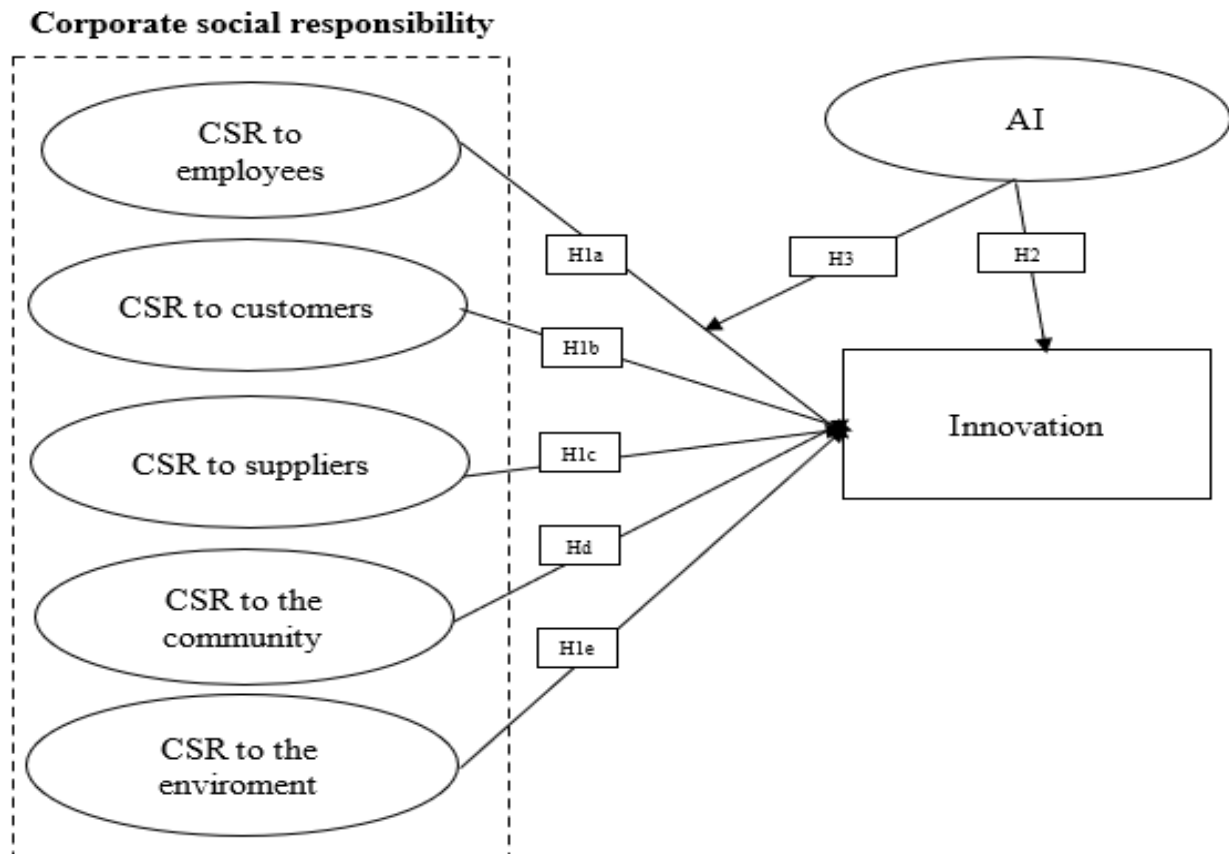 Corporate social responsibility
CSR to
employees
AI
H1a
H3
H2
CSR to customers
H1b
Innovation
CSR to suppliers
H1c
Hd
CSR to the
community
H1e
CSR to the
enviroment